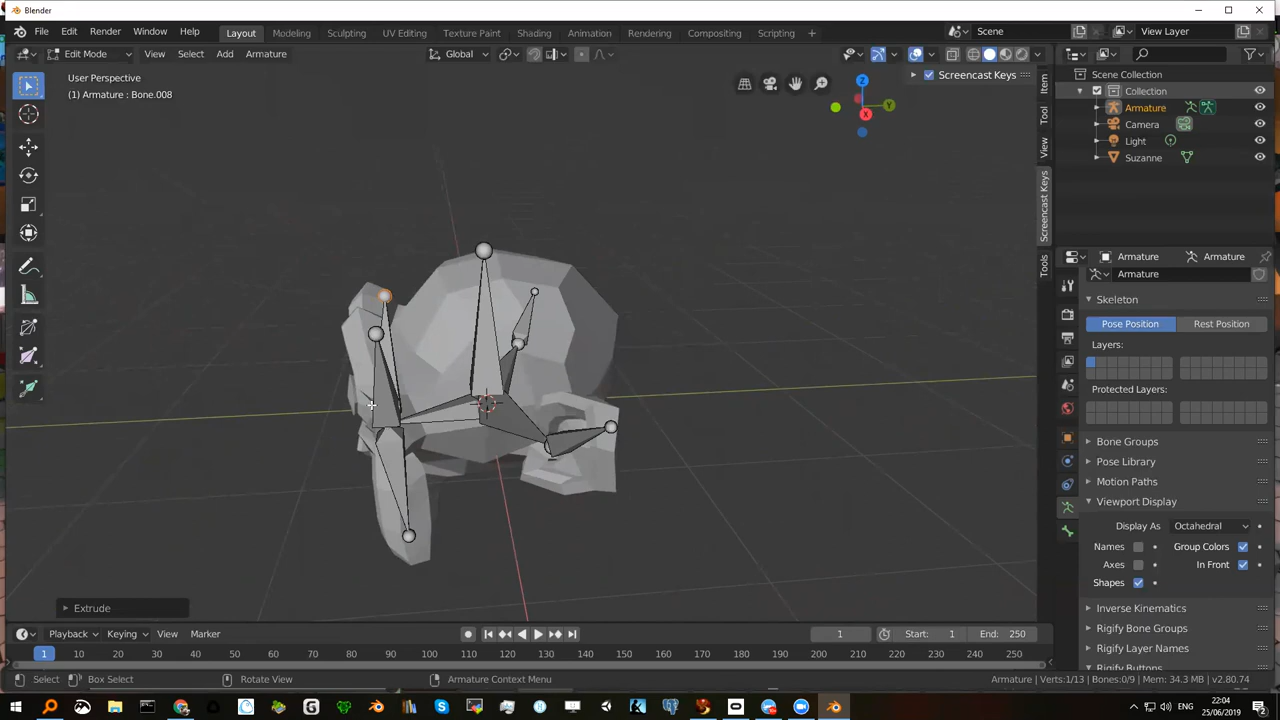 Blender
File Edit Render Window Help Layout Modeling Sculpting UV Editing Texture Paint Shading Animation Rendering Compositing Scripting + Scene View Layer
Edit Mode View Select Add Armature Global
User Perspective
(1) Armature : Bone.008
Z
Y
X
Screencast Keys
Item
Tool
View
Screencast Keys
Tools
Scene Collection
Collection
Armature
Camera
Light
Suzanne
Armature Armature
Armature
Skeleton
Pose Position Rest Position
Layers:
Protected Layers:
Bone Groups
Pose Library
Motion Paths
Viewport Display
Display As Octahedral
Names Group Colors
Axes In Front
Shapes
Inverse Kinematics
Rigify Bone Groups
Rigify Layer Names
Rigify Buttons
Extrude
Playback Keying View Marker 1 Start: 1 End: 250
1 10 20 30 40 50 60 70 80 90 100 110 120 130 140 150 160 170 180 190 200 210 220 230 240 250
Select Box Select Rotate View Armature Context Menu Armature | Verts:1/13 | Bones:0/9 | Mem: 34.3 MB | v2.80.74
22:04
25/06/2019